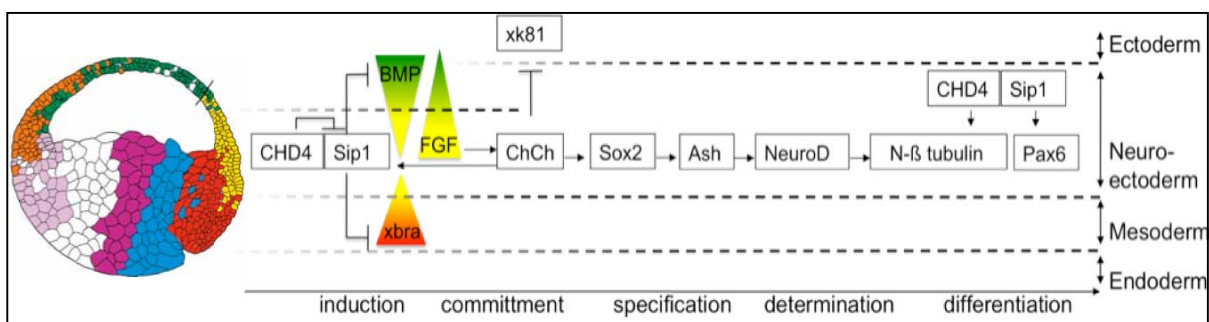 xk81
Ectoderm
BMP
CHD4 Sip1
FGF
CHD4 Sip1
ChCh
Sox2
Ash
NeuroD
N-ß tubulin
Pax6
Neuro-
ectoderm
xbra
Mesoderm
Endoderm
induction committment specification determination differentiation